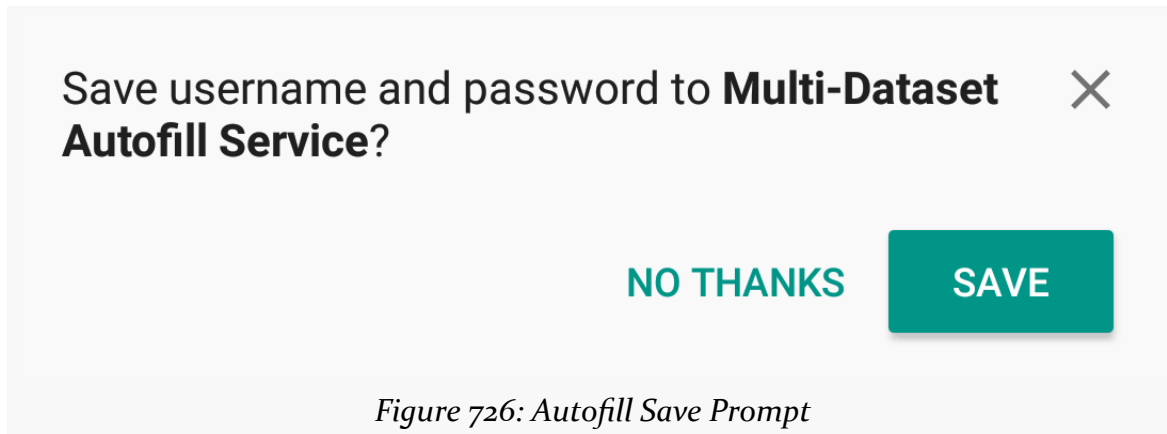 Save username and password to Multi-Dataset
Autofill Service?
NO THANKS
SAVE
Figure 726: Autofill Save Prompt